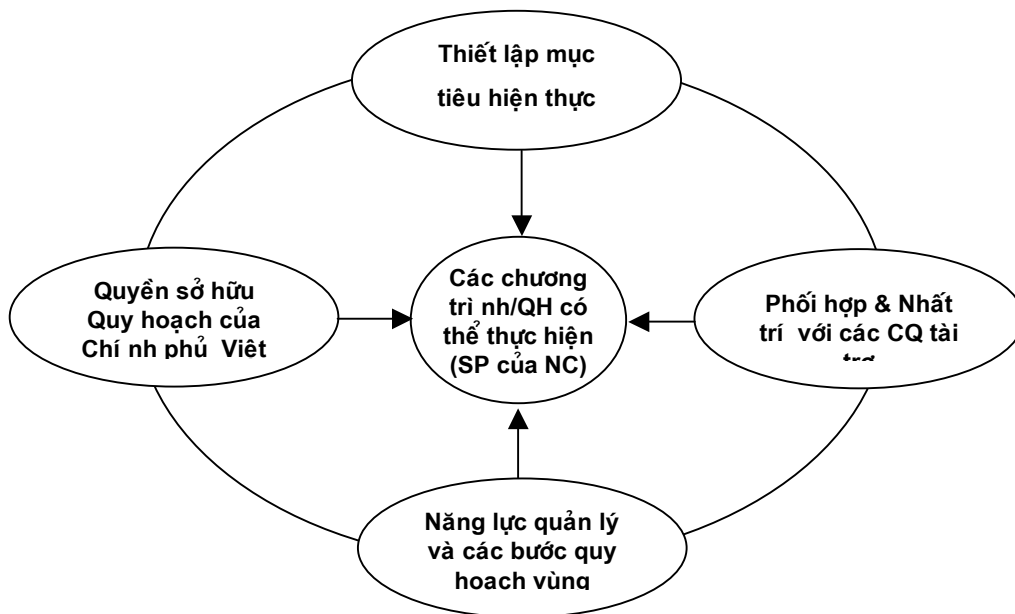 Thiết lập mục
tiêu hiện thực
Quyền sở hữu
Quy hoạch của
Chí nh phủ Việt
Các chương
trì nh/QH có
thể thực hiện
(SP của NC)
Phối hợp & Nhất
trí với các CQ tài
trợ
Năng lực quản lý
và các bước quy
hoạch vùng